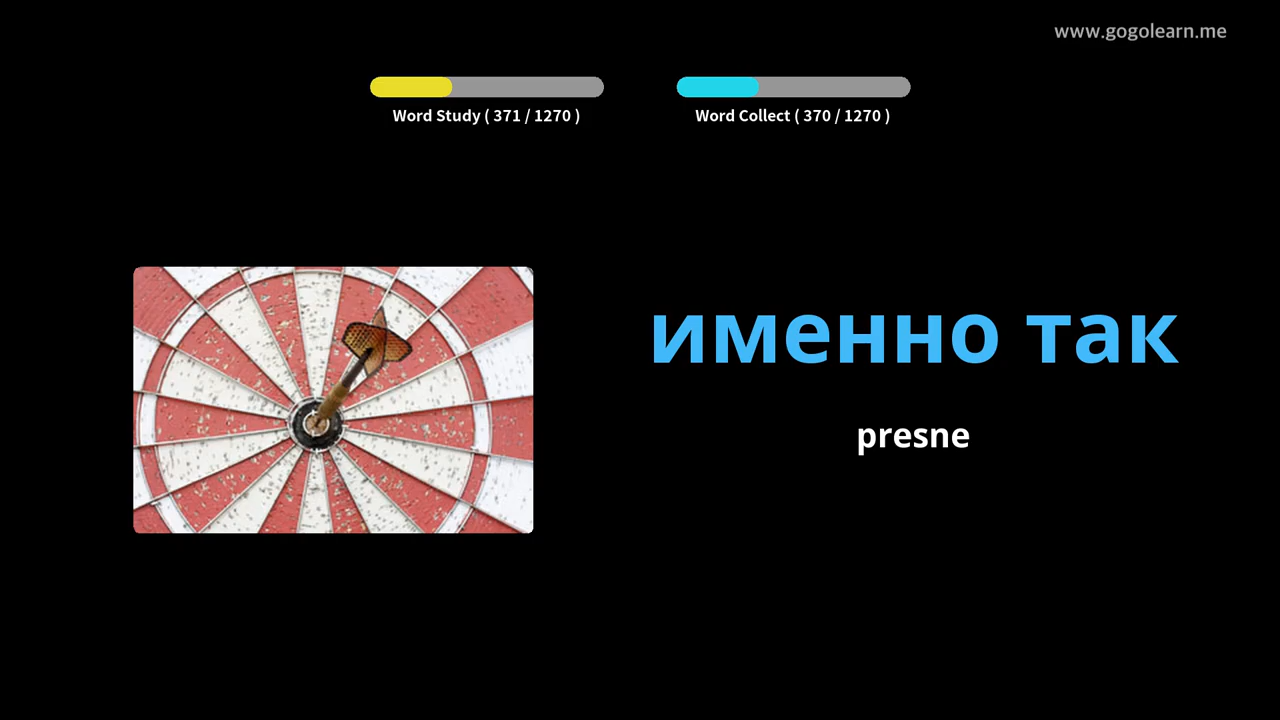 www.gogolearn.me
Word Study ( 371 / 1270 )
Word Collect ( 370 / 1270 )
именно так
presne